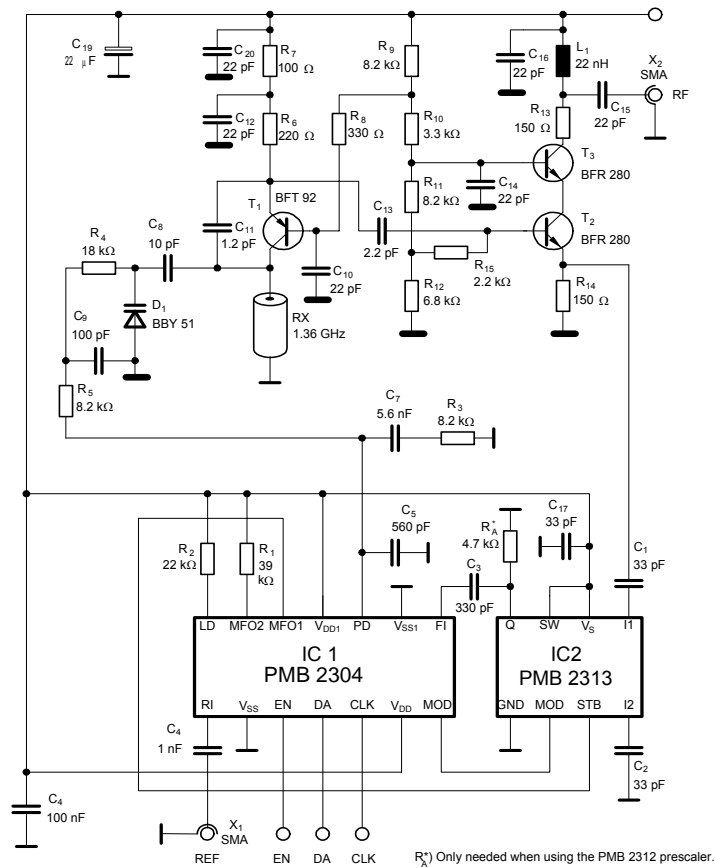 C19
22 µF
C20
22 pF
R7
100 Ω
C12
22 pF
R6
220 Ω
R8
330 Ω
R9
8.2 kΩ
R10
3.3 kΩ
R11
8.2 kΩ
R12
6.8 kΩ
C16
22 pF
L1
22 nH
X2
SMA
RF
R13
150 Ω
C15
22 pF
T3
BFR 280
C14
22 pF
T2
BFR 280
BFT 92
T1
C13
2.2 pF
R15
2.2 kΩ
R14
150 Ω
R4
18 kΩ
C8
10 pF
C11
1.2 pF
C10
22 pF
D1
BBY 51
C9
100 pF
RX
1.36 GHz
R5
8.2 kΩ
C7
5.6 nF
R3
8.2 kΩ
R2
22 kΩ
R1
39
kΩ
C5
560 pF
R*A
4.7 kΩ
C17
33 pF
C3
330 pF
C1
33 pF
LD MFO2 MFO1 VDD1 PD VSS1 FI
IC 1
PMB 2304
RI VSS EN DA CLK VDD MOD
Q SW VS I1
IC2
PMB 2313
GND MOD STB I2
C4
1 nF
C2
33 pF
C4
100 nF
X1
SMA
REF EN DA CLK
R*A) Only needed when using the PMB 2312 prescaler.